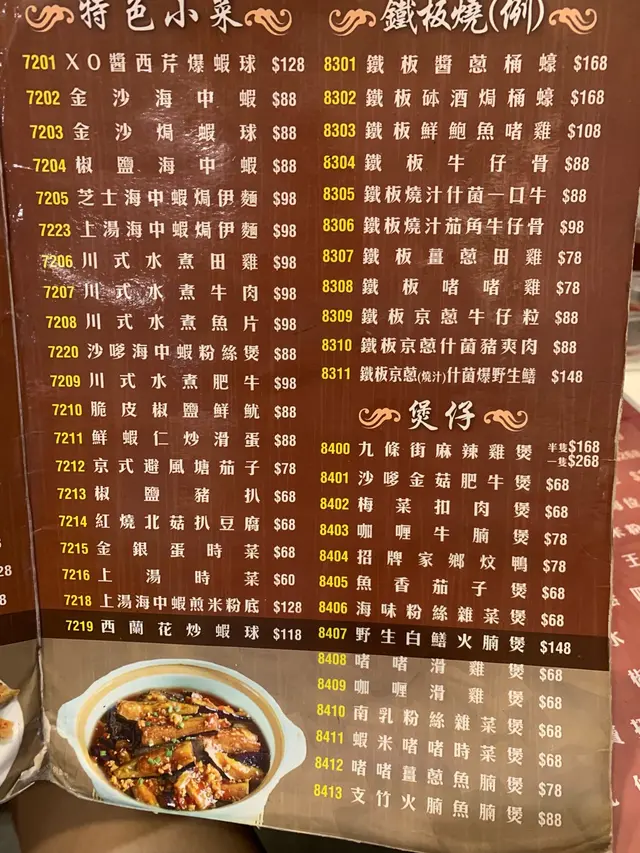 特色小菜
7201 XO醬西芹爆蝦球 $128
7202 金沙海中蝦 $88
7203 金沙焗蝦球 $88
7204 椒鹽海中蝦 $88
7205 芝士海中蝦焗伊麵 $98
7223 上湯海中蝦焗伊麵 $98
7206 川式水煮田雞 $98
7207 川式水煮牛肉 $98
7208 川式水煮魚片 $98
7220 沙嗲海中蝦粉絲煲 $88
7209 川式水煮肥牛 $98
7210 脆皮椒鹽鮮魷 $88
7211 鮮蝦仁炒滑蛋 $88
7212 京式避風塘茄子 $78
7213 椒鹽豬扒 $68
7214 紅燒北菇扒豆腐 $68
7215 金銀蛋時菜 $68
7216 上湯時菜 $60
7218 上湯海中蝦煎米粉底 $128
7219 西蘭花炒蝦球 $118
鐵板燒(例)
8301 鐵板醬蔥桶蠔 $168
8302 鐵板砵酒焗桶蠔 $168
8303 鐵板鮮鮑魚啫雞 $108
8304 鐵板牛仔骨 $88
8305 鐵板燒汁什菌一口牛 $88
8306 鐵板燒汁茄角牛仔骨 $98
8307 鐵板薑蔥田雞 $78
8308 鐵板啫啫雞 $78
8309 鐵板京蔥牛仔粒 $88
8310 鐵板京蔥什菌豬爽肉 $88
8311 鐵板京蔥(燒汁)什菌爆野生鱔 $148
煲仔
8400 九條街麻辣雞煲 半隻$168 一隻$268
8401 沙嗲金菇肥牛煲 $68
8402 梅菜扣肉煲 $68
8403 咖喱牛腩煲 $78
8404 招牌家鄉炆鴨 $78
8405 魚香茄子煲 $68
8406 海味粉絲雜菜煲 $68
8407 野生白鱔火腩煲 $148
8408 啫啫滑雞煲 $68
8409 咖喱滑雞煲 $68
8410 南乳粉絲雜菜煲 $68
8411 蝦米啫啫時菜煲 $68
8412 啫啫薑蔥魚腩煲 $78
8413 支竹火腩魚腩煲 $88